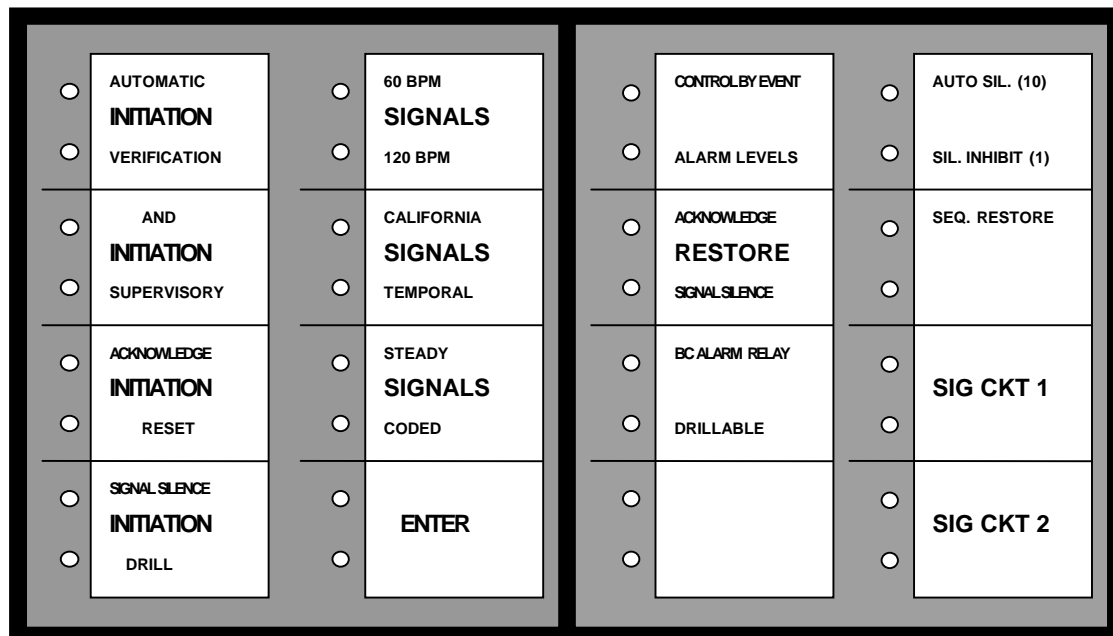 AUTOMATIC
INITIATION
VERIFICATION
AND
INITIATION
SUPERVISORY
ACKNOWLEDGE
INITIATION
RESET
SIGNAL SILENCE
INITIATION
DRILL
60 BPM
SIGNALS
120 BPM
CALIFORNIA
SIGNALS
TEMPORAL
STEADY
SIGNALS
CODED
ENTER
CONTROL BY EVENT
ALARM LEVELS
ACKNOWLEDGE
RESTORE
SIGNAL SILENCE
BC ALARM RELAY
DRILLABLE
AUTO SIL. (10)
SIL. INHIBIT (1)
SEQ. RESTORE
SIG CKT 1
SIG CKT 2